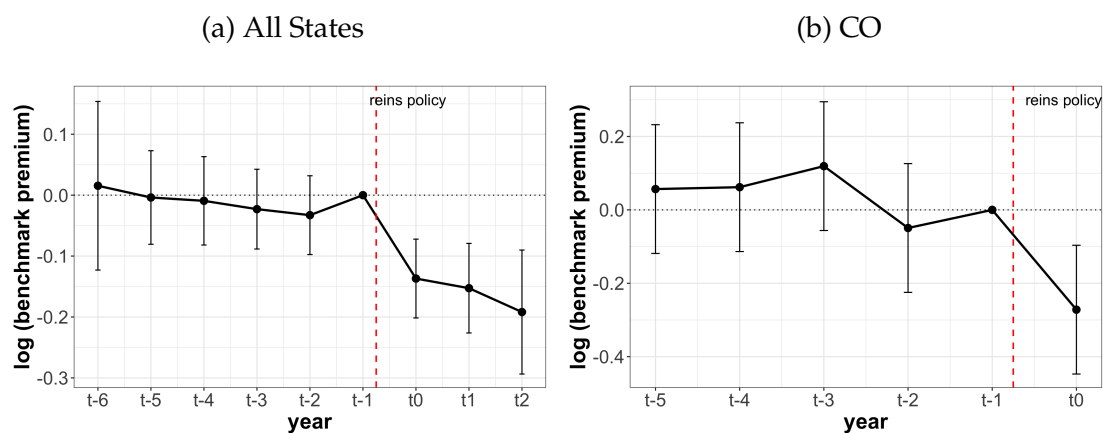 (a) All States
(b) CO
reins policy
log (benchmark premium)
0.1
0.0
-0.1
-0.2
-0.3
t-6 t-5 t-4 t-3 t-2 t-1 t0 t1 t2
year
reins policy
log (benchmark premium)
0.2
0.0
-0.2
-0.4
t-5 t-4 t-3 t-2 t-1 t0
year